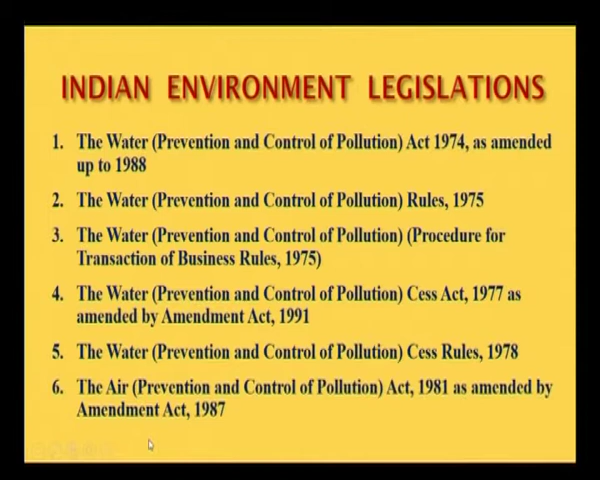 INDIAN ENVIRONMENT LEGISLATIONS
1. The Water (Prevention and Control of Pollution) Act 1974, as amended
up to 1988
2. The Water (Prevention and Control of Pollution) Rules, 1975
3. The Water (Prevention and Control of Pollution) (Procedure for
Transaction of Business Rules, 1975)
4. The Water (Prevention and Control of Pollution) Cess Act, 1977 as
amended by Amendment Act, 1991
5. The Water (Prevention and Control of Pollution) Cess Rules, 1978
6. The Air (Prevention and Control of Pollution) Act, 1981 as amended by
Amendment Act, 1987